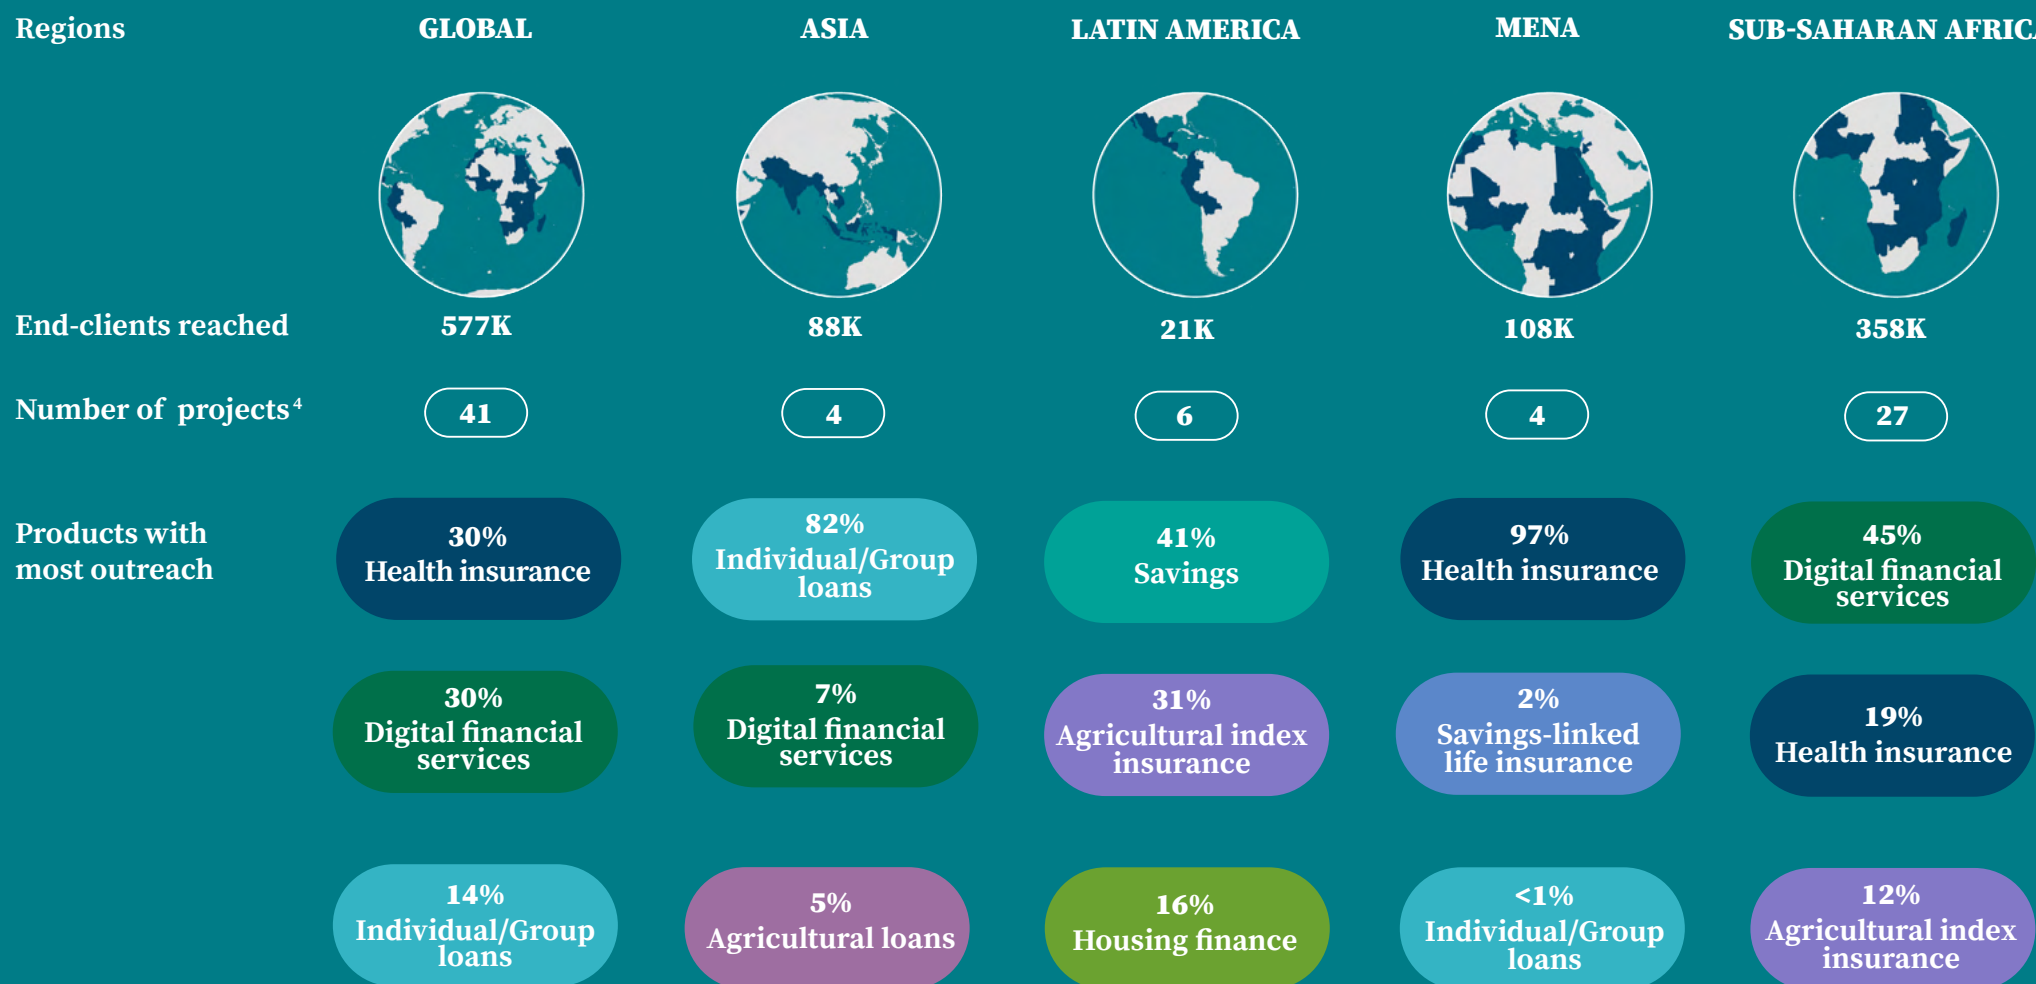 Regions
GLOBAL
ASIA
LATIN AMERICA
MENA
SUB-SAHARAN AFRICA
End-clients reached
577K
88K
21K
108K
358K
Number of projects 4
41
4
6
4
27
Products with
most outreach
30%
Health insurance
82%
Individual/Group
loans
41%
Savings
97%
Health insurance
45%
Digital financial
services
30%
Digital financial
services
7%
Digital financial
services
31%
Agricultural index
insurance
2%
Savings-linked
life insurance
19%
Health insurance
14%
Individual/Group
loans
5%
Agricultural loans
16%
Housing finance
<1%
Individual/Group
loans
12%
Agricultural index
insurance